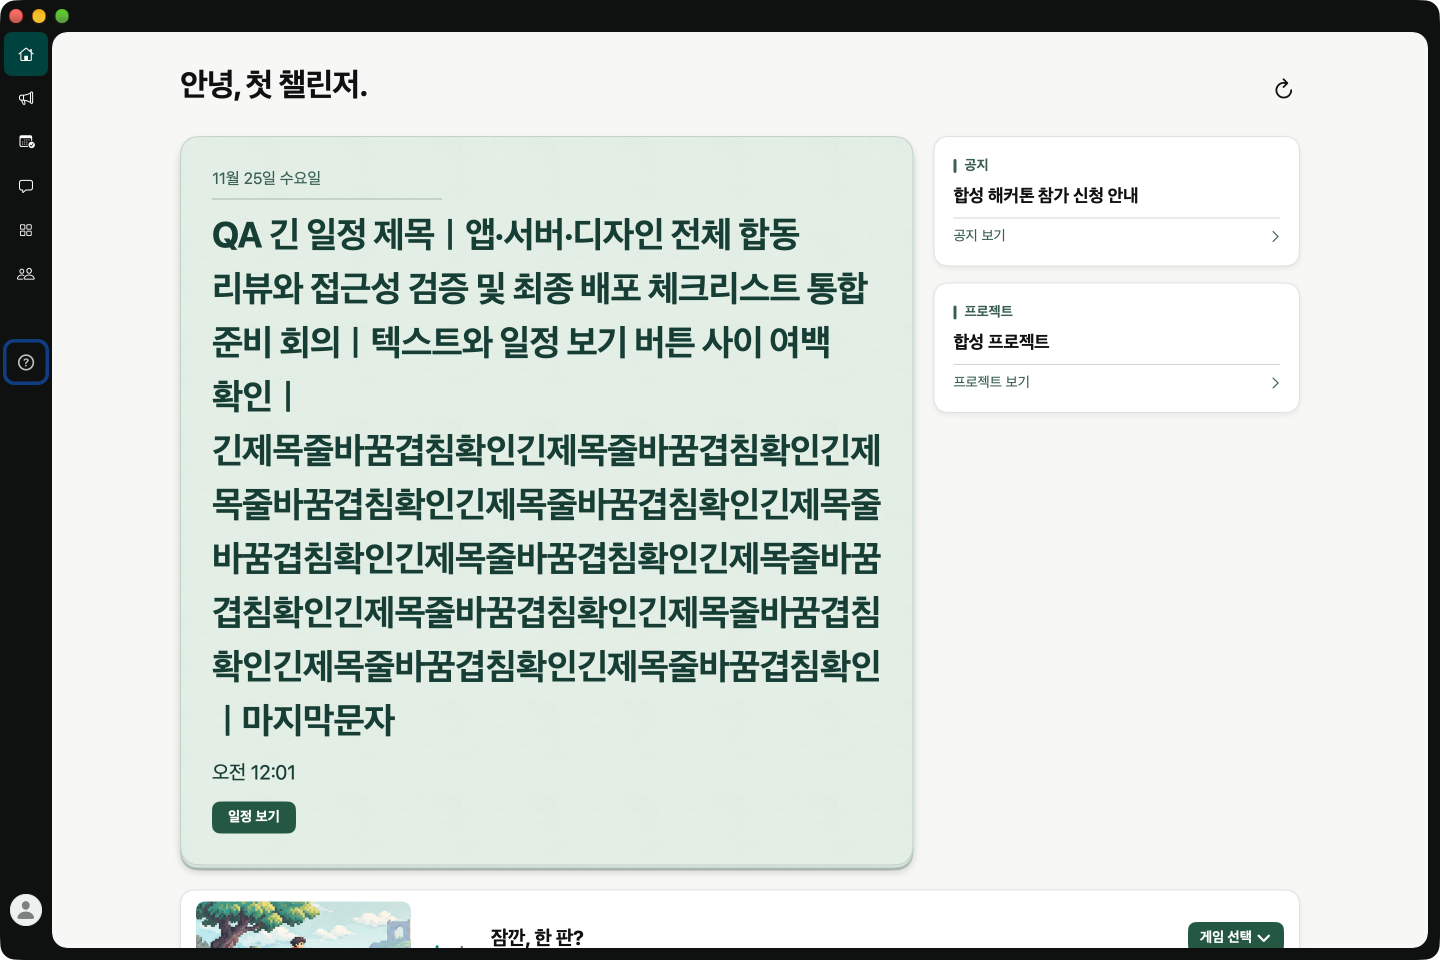 안녕, 첫 챌린저.
11월 25일 수요일
QA 긴 일정 제목 | 앱·서버·디자인 전체 합동
리뷰와 접근성 검증 및 최종 배포 체크리스트 통합
준비 회의 | 텍스트와 일정 보기 버튼 사이 여백
확인 |
긴제목줄바꿈겹침확인긴제목줄바꿈겹침확인긴제
목줄바꿈겹침확인긴제목줄바꿈겹침확인긴제목줄
바꿈겹침확인긴제목줄바꿈겹침확인긴제목줄바꿈
겹침확인긴제목줄바꿈겹침확인긴제목줄바꿈겹침
확인긴제목줄바꿈겹침확인긴제목줄바꿈겹침확인
| 마지막문자
오전 12:01
일정 보기
공지
합성 해커톤 참가 신청 안내
공지 보기
프로젝트
합성 프로젝트
프로젝트 보기
잠깐, 한 판?
게임 선택